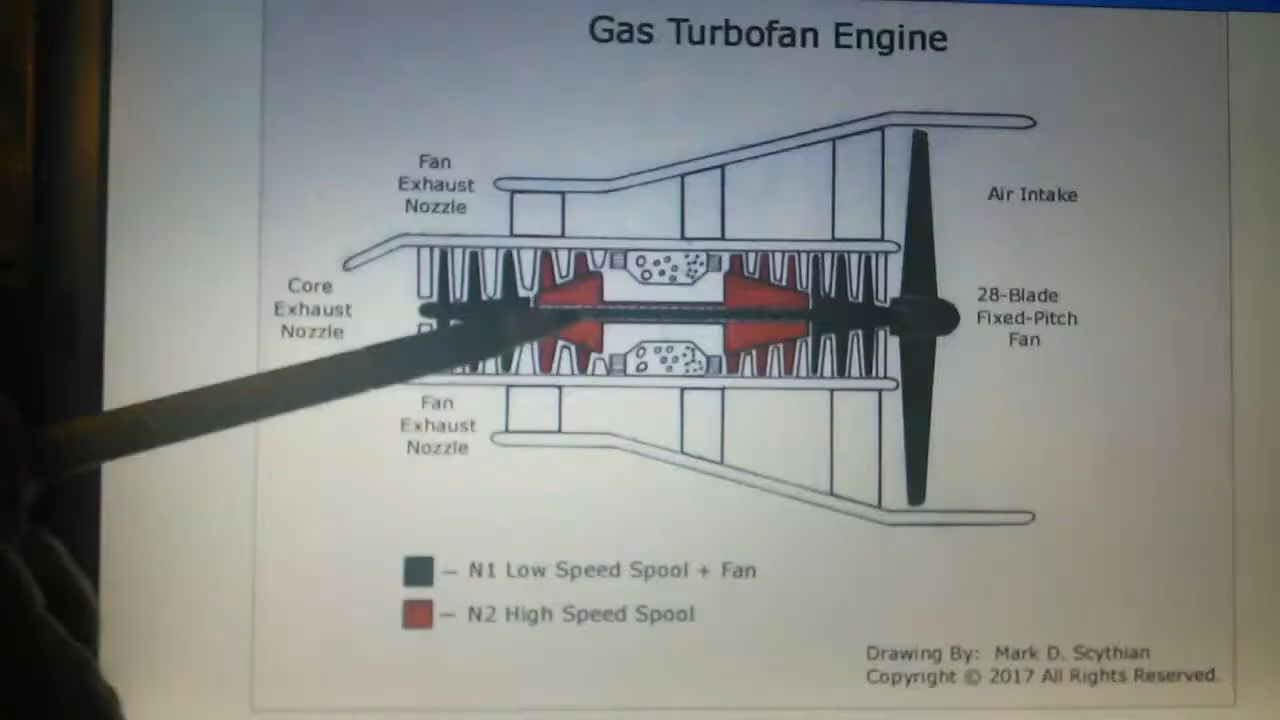 Gas Turbofan Engine
Fan
Exhaust
Nozzle
Air Intake
Core
Exhaust
Nozzle
28-Blade
Fixed-Pitch
Fan
Fan
Exhaust
Nozzle
— N1 Low Speed Spool + Fan
— N2 High Speed Spool
Drawing By: Mark D. Scythian
Copyright © 2017 All Rights Reserved.